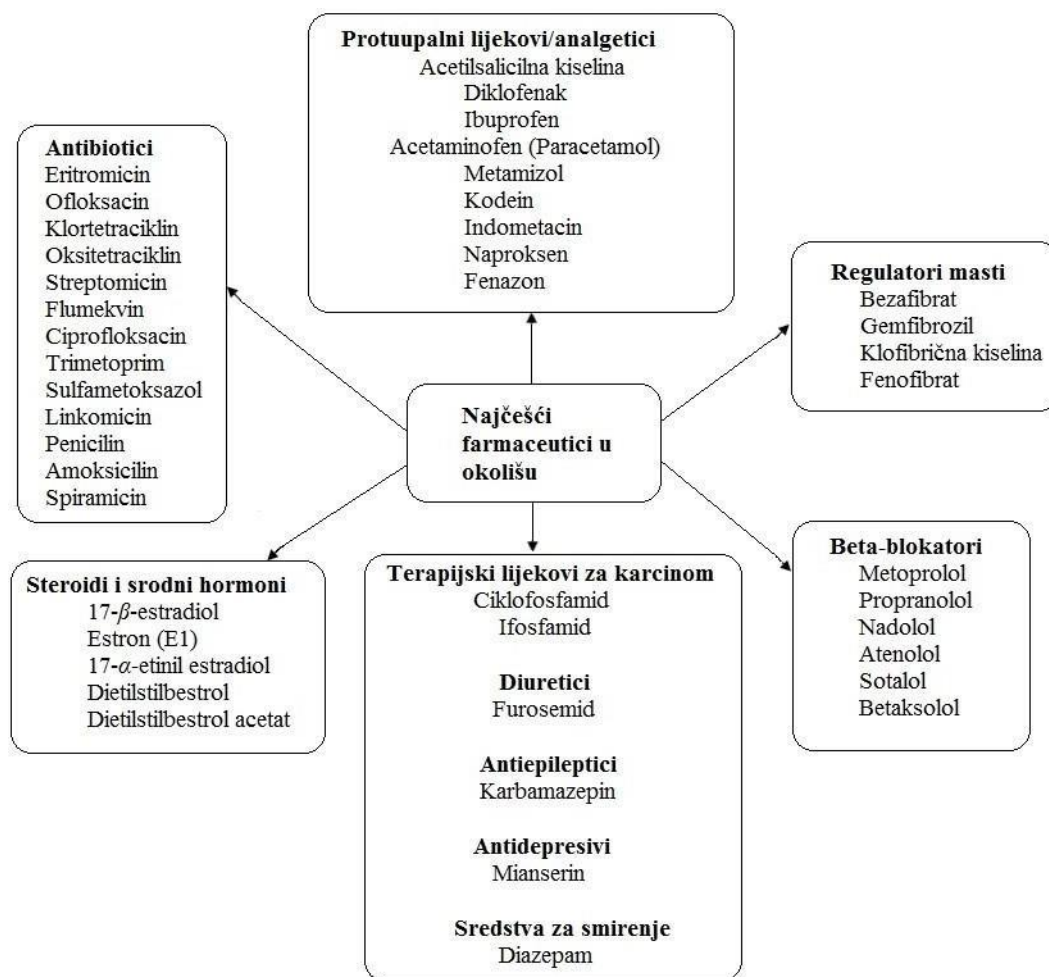 Protuupalni lijekovi/analgetici
Acetilsalicilna kiselina
Diklofenak
Ibuprofen
Acetaminofen (Paracetamol)
Metamizol
Kodein
Indometacin
Naproksen
Fenazon
Antibiotici
Eritromicin
Ofloksacin
Klortetraciklin
Oksitetraciklin
Streptomicin
Flumekvin
Ciprofloksacin
Trimetoprim
Sulfametoksazol
Linkomicin
Penicilin
Amoksicilin
Spiramicin
Regulatori masti
Bezafibrat
Gemfibrozil
Klofibrična kiselina
Fenofibrat
Najčešći
farmaceutici u
okolišu
Steroidi i srodni hormoni
17-β-estradiol
Estron (E1)
17-α-etinil estradiol
Dietilstilbestrol
Dietilstilbestrol acetat
Terapijski lijekovi za karcinom
Ciklofosfamid
Ifosfamid
Diuretici
Furosemid
Antiepileptici
Karbamazepin
Antidepresivi
Mianserin
Sredstva za smirenje
Diazepam
Beta-blokatori
Metoprolol
Propranolol
Nadolol
Atenolol
Sotalol
Betaksolol